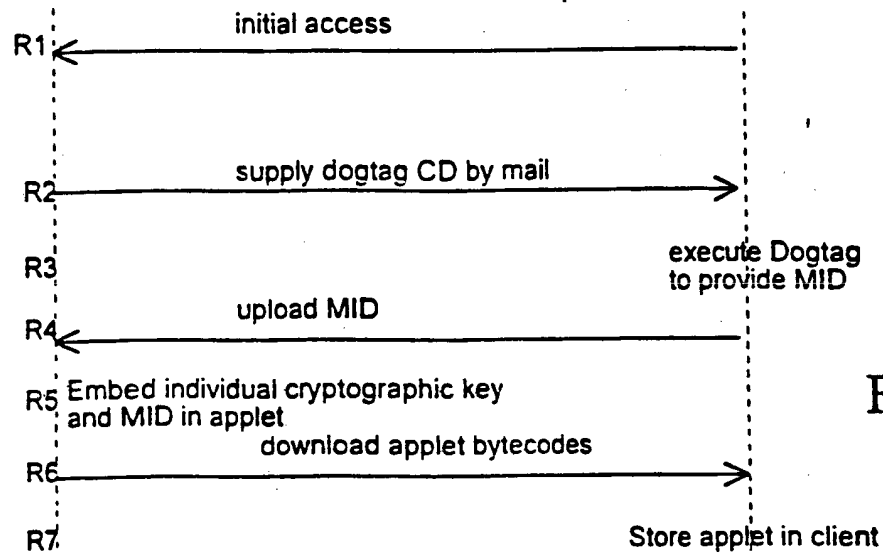 initial access
R1
supply dogtag CD by mail
R2
execute Dogtag
R3
to provide MID
upload MID
R4
R5 Embed individual cryptographic key
and MID in applet
F
download applet bytecodes
R6
R7
Store applet in client